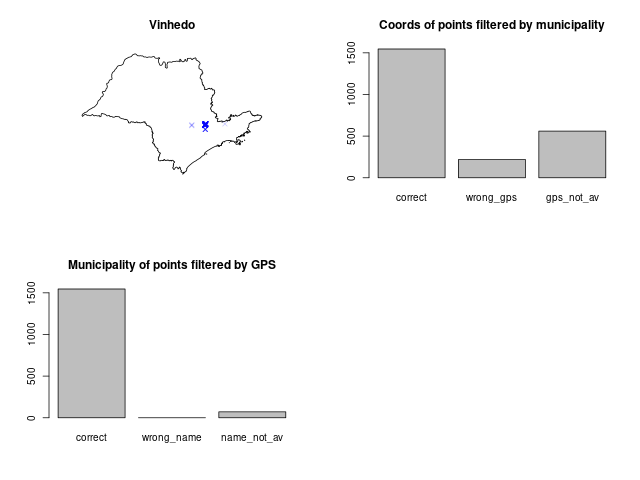 Vinhedo
Coords of points filtered by municipality
1500
1000
500
0
correct wrong_gps gps_not_av
Municipality of points filtered by GPS
1500
1000
500
0
correct wrong_name name_not_av